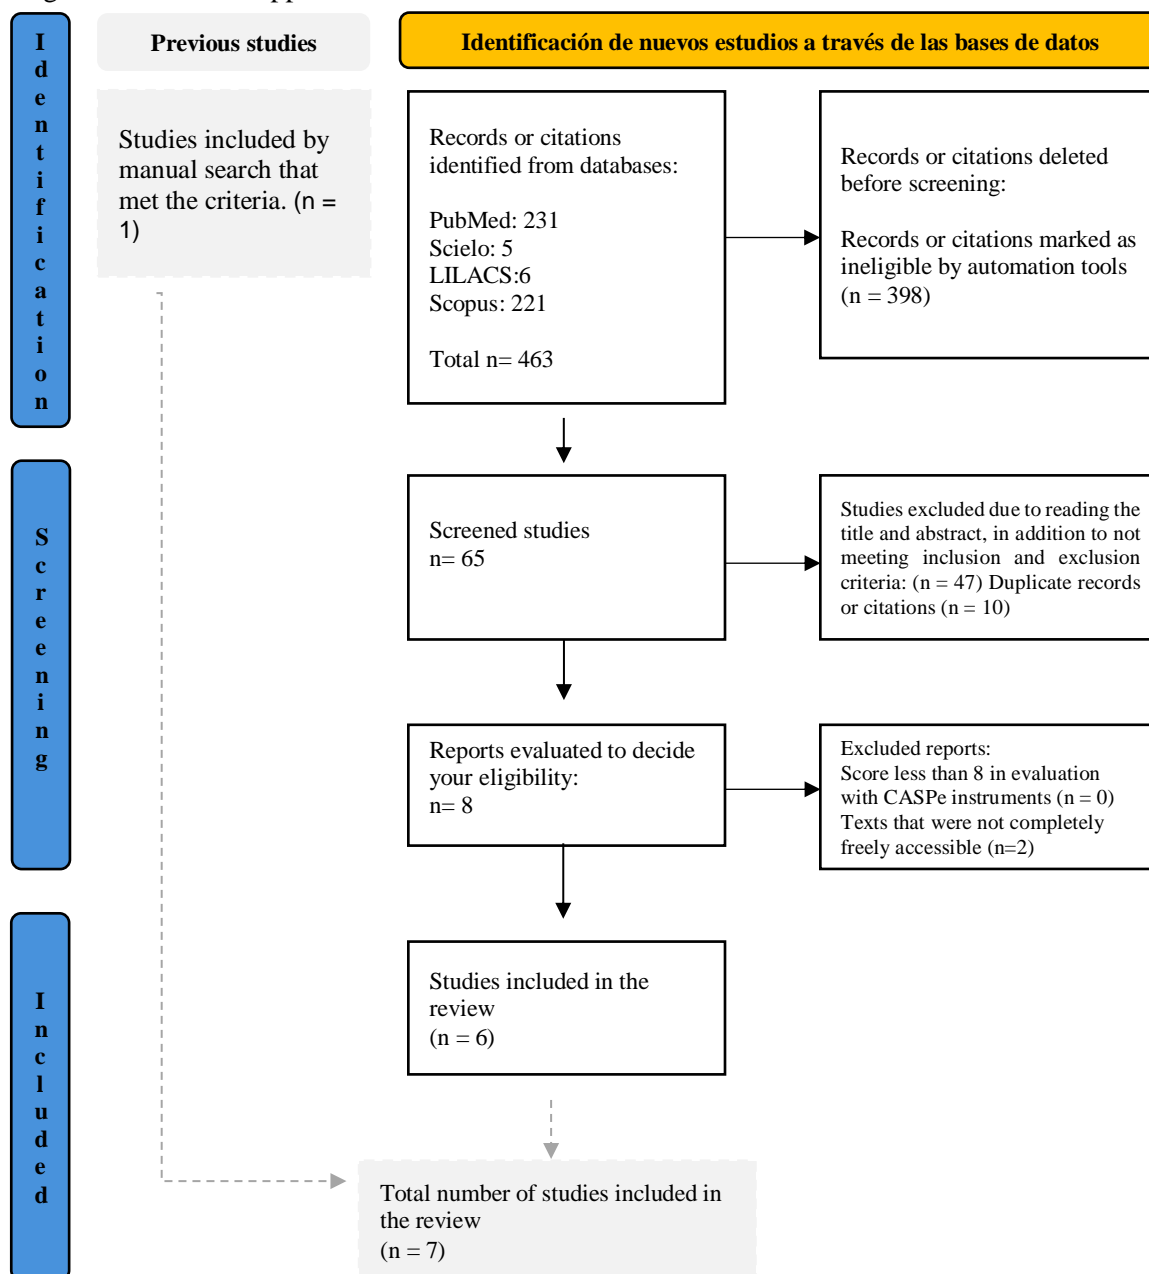 Identification
Previous studies
Identificación de nuevos estudios a través de las bases de datos
Studies included by
manual search that
met the criteria. (n =
1)
Records or citations
identified from databases:
PubMed: 231
Scielo: 5
LILACS:6
Scopus: 221
Total n= 463
Records or citations deleted
before screening:
Records or citations marked as
ineligible by automation tools
(n = 398)
Screening
Screened studies
n= 65
Studies excluded due to reading the
title and abstract, in addition to not
meeting inclusion and exclusion
criteria: (n = 47) Duplicate records
or citations (n = 10)
Reports evaluated to decide
your eligibility:
n= 8
Excluded reports:
Score less than 8 in evaluation
with CASPe instruments (n = 0)
Texts that were not completely
freely accessible (n=2)
Included
Studies included in the
review
(n = 6)
Total number of studies included in
the review
(n = 7)